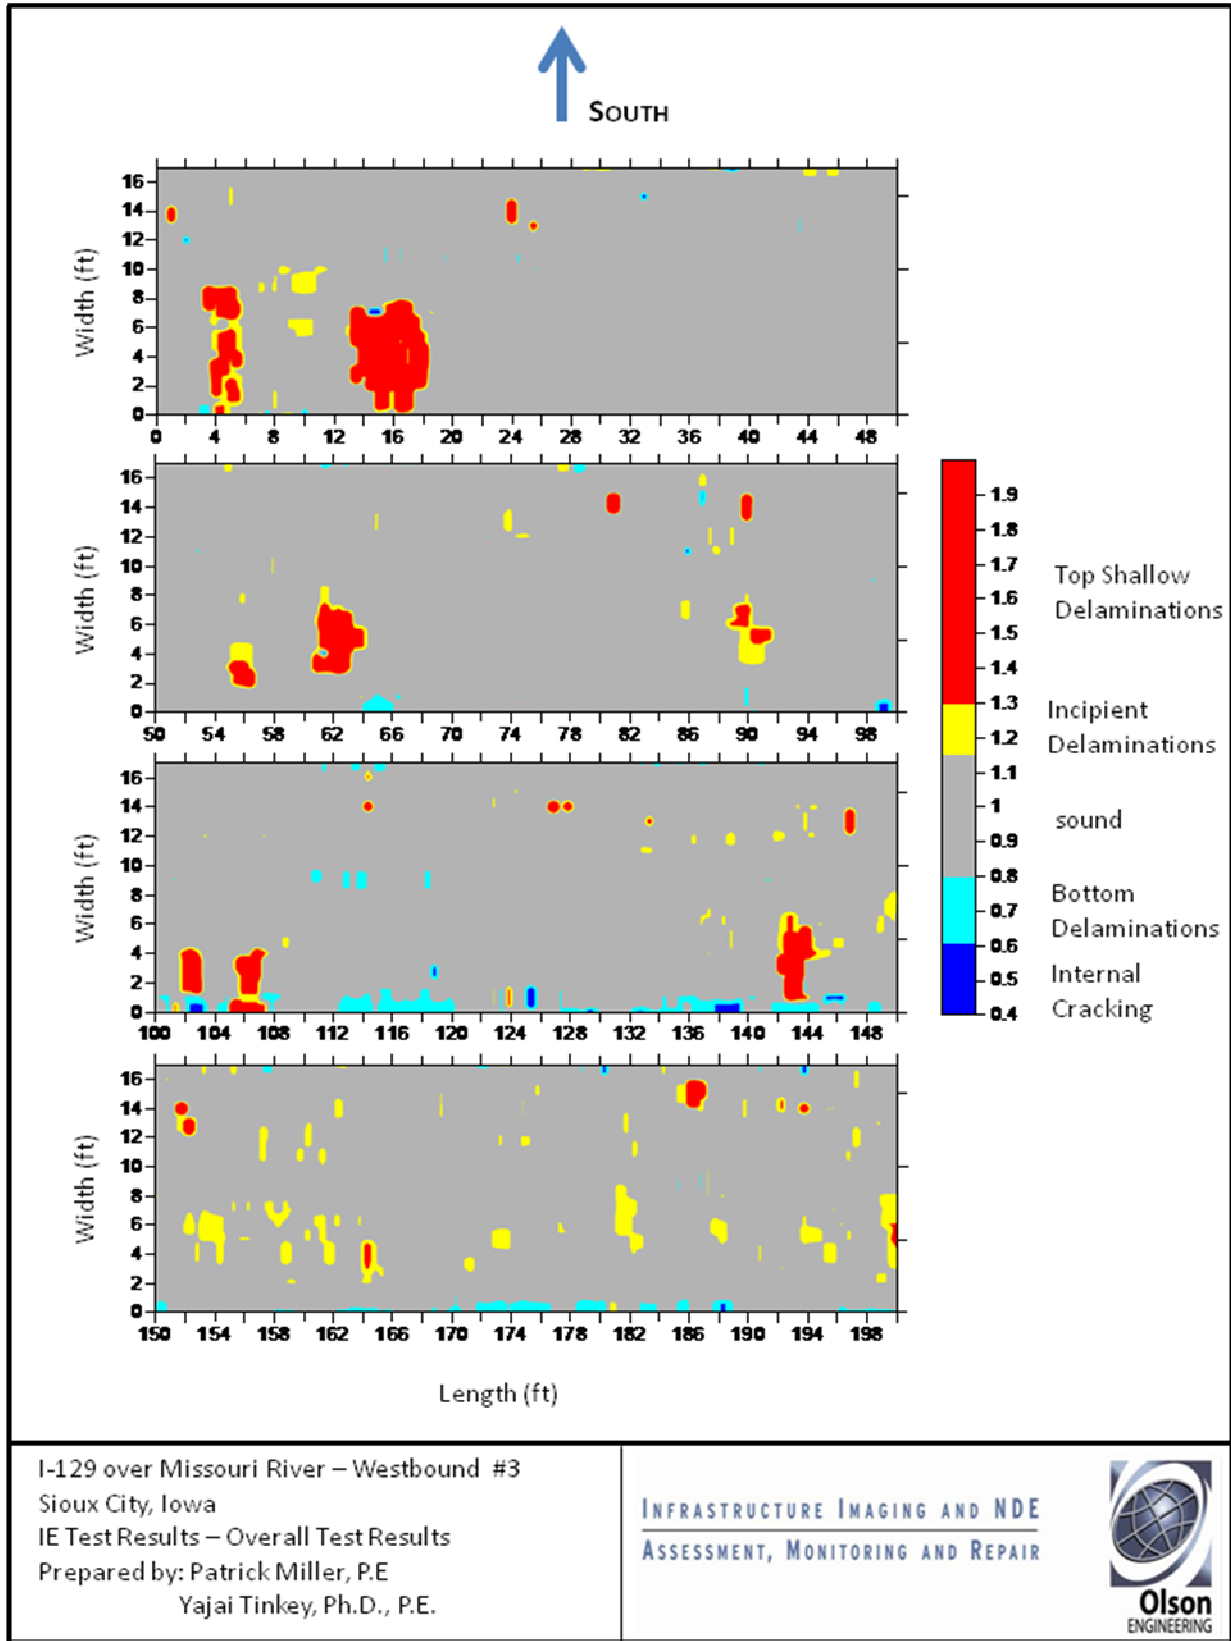 SOUTH
Width (ft)
16
14
12
10
8
6
4
2
0
0 4 8 12 16 20 24 28 32 36 40 44 48
Width (ft)
16
14
12
10
8
6
4
2
0
50 54 58 62 66 70 74 78 82 86 90 94 98
Width (ft)
16
14
12
10
8
6
4
2
0
100 104 108 112 116 120 124 128 132 136 140 144 148
Width (ft)
16
14
12
10
8
6
4
2
0
150 154 158 162 166 170 174 178 182 186 190 194 198
Length (ft)
1.9
1.8
1.7
1.6
1.5
1.4
1.3
1.2
1.1
1
0.9
0.8
0.7
0.6
0.5
0.4
Top Shallow
Delaminations
Incipient
Delaminations
sound
Bottom
Delaminations
Internal
Cracking
I-129 over Missouri River – Westbound #3
Sioux City, Iowa
IE Test Results – Overall Test Results
Prepared by: Patrick Miller, P.E
Yajai Tinkey, Ph.D., P.E.
INFRASTRUCTURE IMAGING AND NDE
ASSESSMENT, MONITORING AND REPAIR
Olson
ENGINEERING